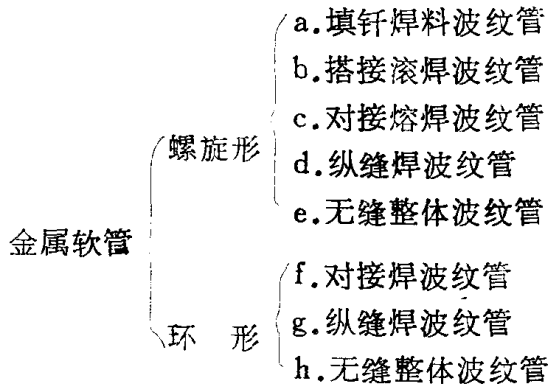 a.填钎焊料波纹管
b.搭接滚焊波纹管
螺旋形
c.对接熔焊波纹管
d.纵缝焊波纹管
e.无缝整体波纹管
金属软管
f.对接焊波纹管
环 形
g.纵缝焊波纹管
h.无缝整体波纹管